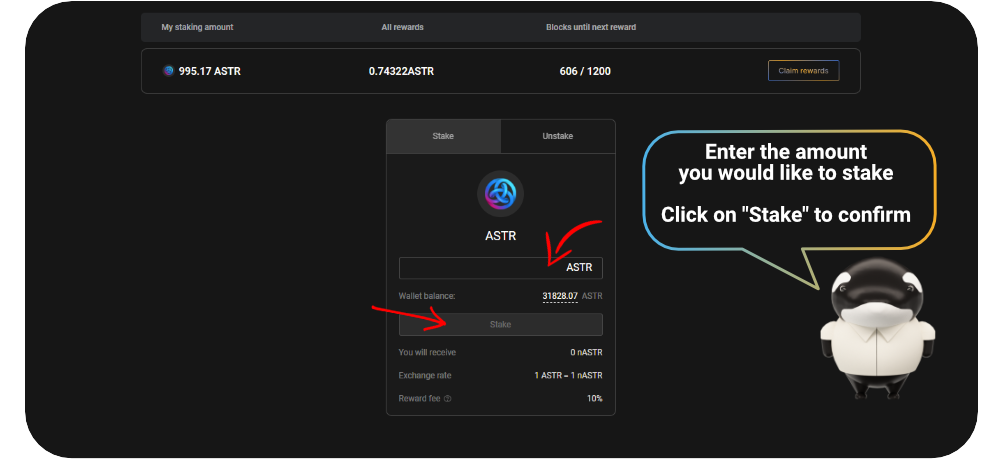 My staking amount All rewards Blocks until next reward
995.17 ASTR 0.74322ASTR 606 / 1200 Claim rewards
Stake Unstake
Enter the amount
you would like to stake
Click on "Stake" to confirm
ASTR
ASTR
Wallet balance: 31828.07 ASTR
Stake
You will receive 0 nASTR
Exchange rate 1 ASTR – 1 nASTR
Reward fee ? 10%